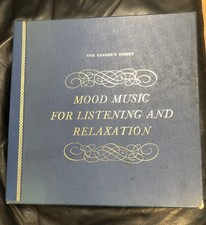 THE READER'S DIGEST
MOOD MUSIC
FOR LISTENING AND
RELAXATION